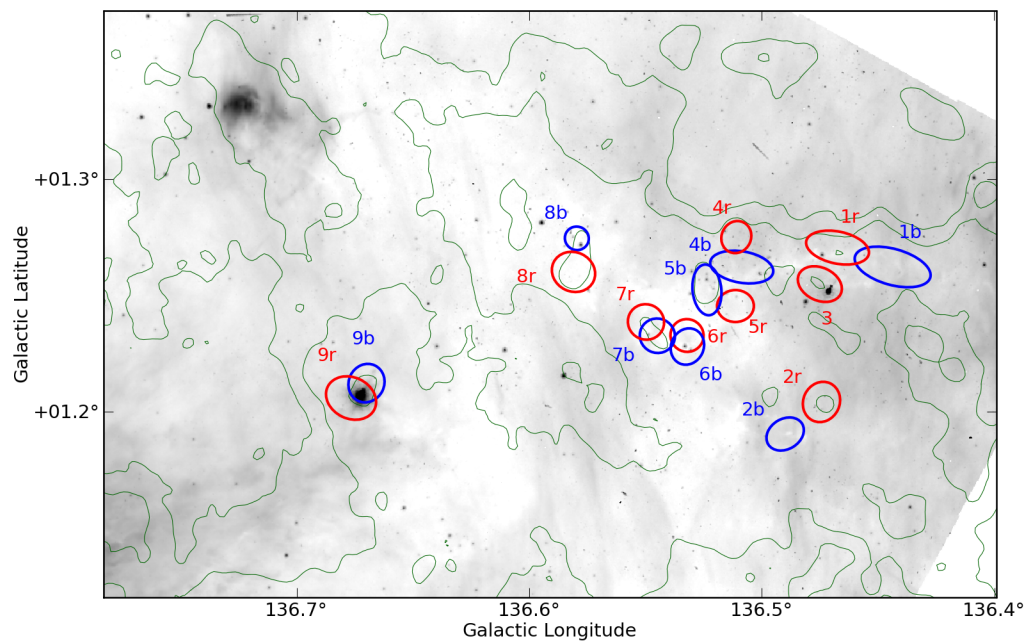 +01.3°
+01.2°
Galactic Latitude
4r
1r
1b
8b
4b
5b
8r
7r
3
5r
6r
7b
6b
9b
9r
2r
2b
136.7°
136.6°
136.5°
136.4°
Galactic Longitude